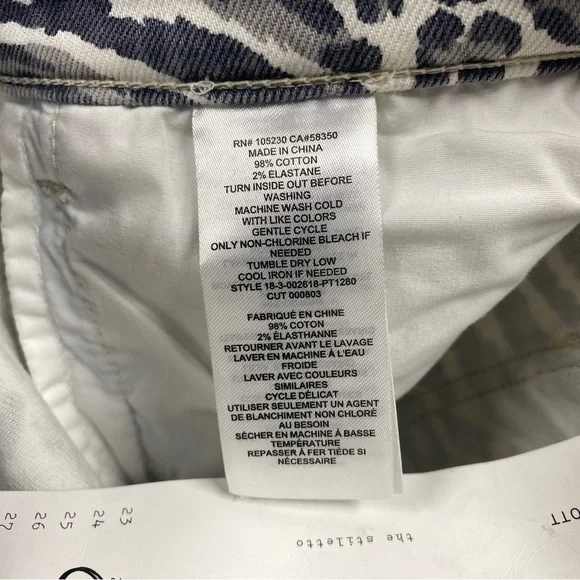 RN# 105230 CA#58350
MADE IN CHINA
98% COTTON
2% ELASTANE
TURN INSIDE OUT BEFORE
WASHING
MACHINE WASH COLD
WITH LIKE COLORS
GENTLE CYCLE
ONLY NON-CHLORINE BLEACH IF
NEEDED
TUMBLE DRY LOW
COOL IRON IF NEEDED
STYLE 18-3-002618-PT1280
CUT 000803
FABRIQUÉ EN CHINE
98% COTON
2% ÉLASTHANNE
RETOURNER AVANT LE LAVAGE
LAVER EN MACHINE À L'EAU
FROIDE
LAVER AVEC COULEURS
SIMILAIRES
CYCLE DÉLICAT
UTILISER SEULEMENT UN AGENT
DE BLANCHIMENT NON CHLORÉ
AU BESOIN
SÉCHER EN MACHINE À BASSE
TEMPÉRATURE
REPASSER À FER TIÈDE SI
NÉCESSAIRE
23
24
25
26
27
the stiletto
OTT